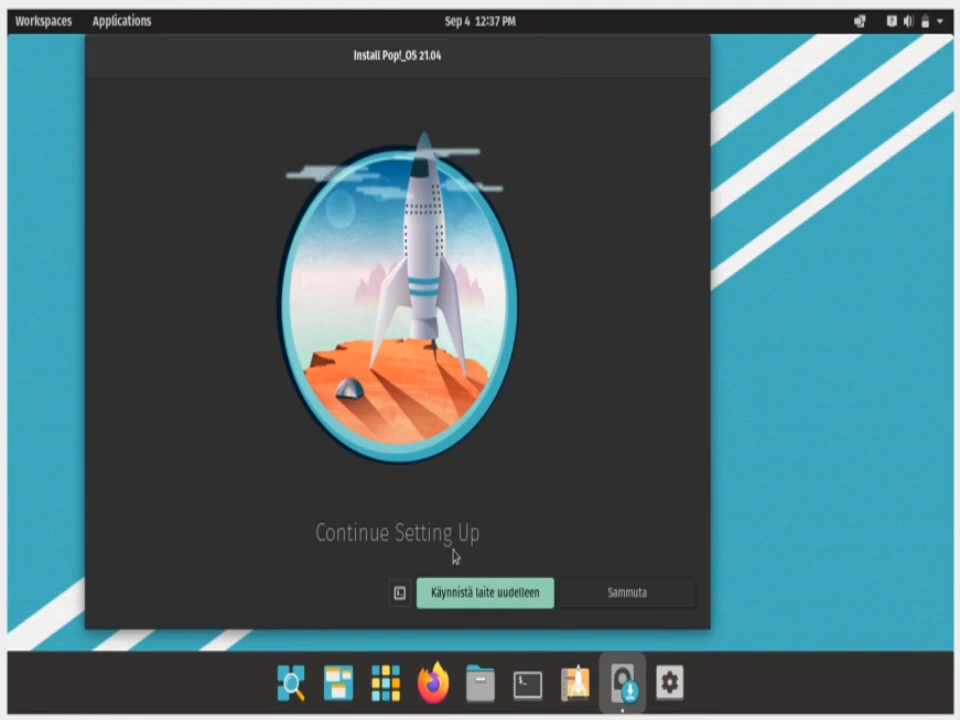 Workspaces Applications Sep 4 12:37 PM
Install Pop!_OS 21.04
Continue Setting Up
Käynnistä laite uudelleen Sammuta